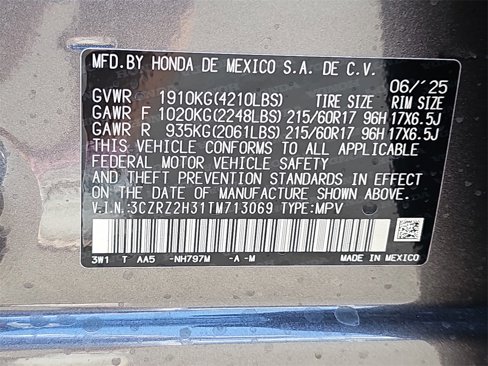 MFD. BY HONDA DE MEXICO S.A. DE C.V.
06/'25
GVWR 1910KG(4210LBS) TIRE SIZE RIM SIZE
GAWR F 1020KG(2248LBS) 215/60R17 96H 17X6.5J
GAWR R 935KG(2061LBS) 215/60R17 96H 17X6.5J
THIS VEHICLE CONFORMS TO ALL APPLICABLE
FEDERAL MOTOR VEHICLE SAFETY
AND THEFT PREVENTION STANDARDS IN EFFECT
ON THE DATE OF MANUFACTURE SHOWN ABOVE.
V.I.N.:3CZRZ2H31TM713069 TYPE:MPV
3W1 T AA5 -NH797M -A -M MADE IN MEXICO